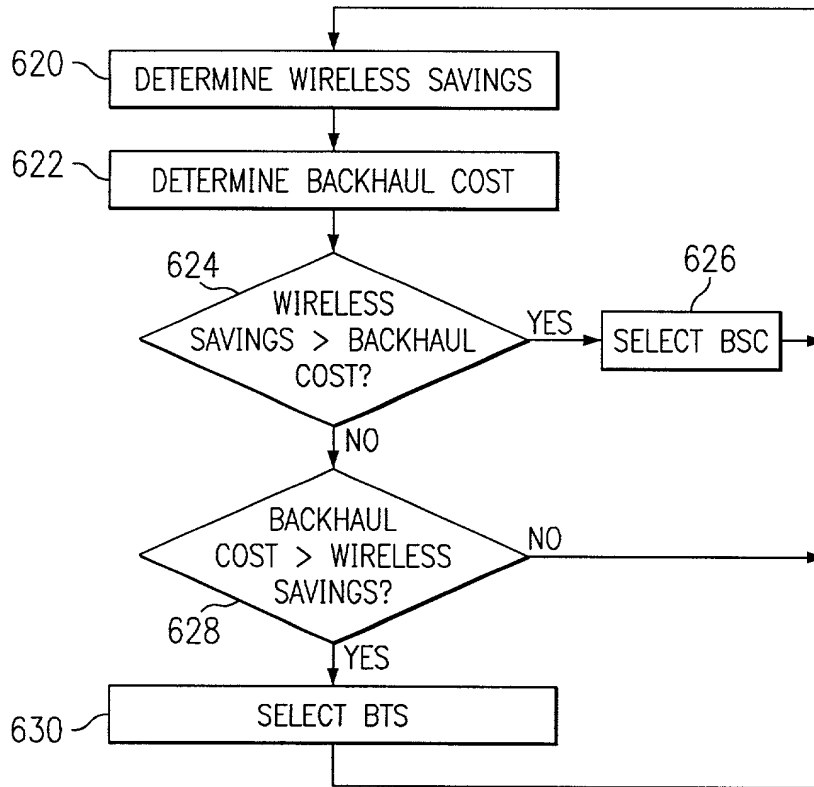 620
DETERMINE WIRELESS SAVINGS
622
DETERMINE BACKHAUL COST
624
WIRELESS
SAVINGS > BACKHAUL
COST?
YES
626
SELECT BSC
NO
BACKHAUL
COST > WIRELESS
SAVINGS?
NO
628
YES
630
SELECT BTS